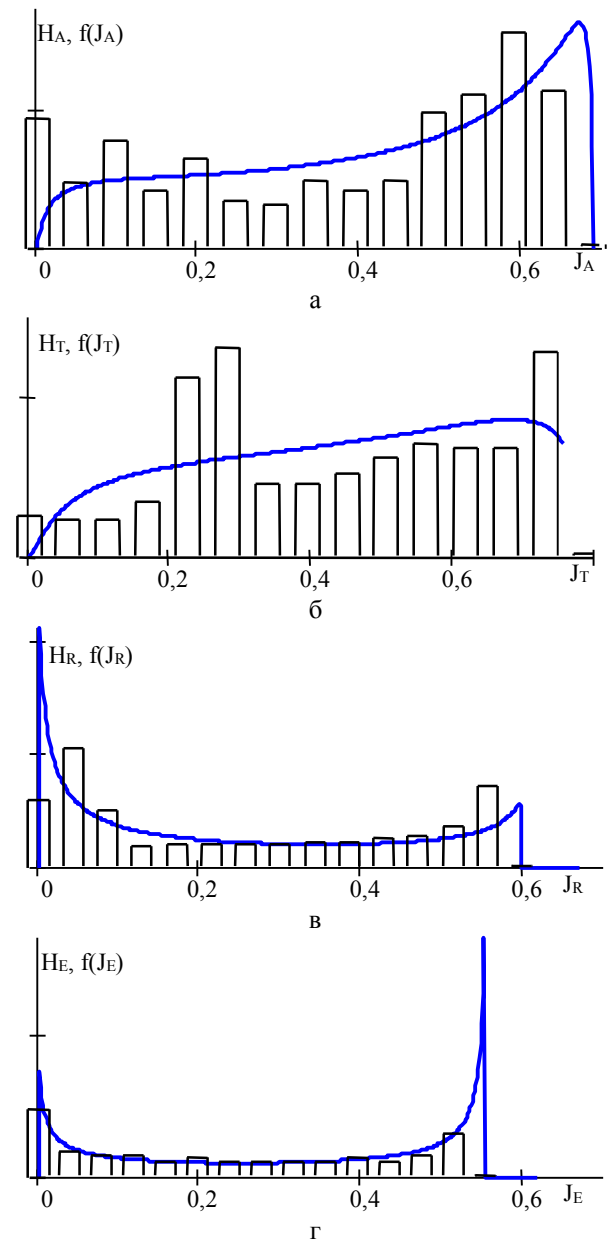 HA, f(JA)
0 0,2 0,4 0,6 JA
а
HT, f(JT)
0 0,2 0,4 0,6 JT
б
HR, f(JR)
0 0,2 0,4 0,6 JR
в
HE, f(JE)
0 0,2 0,4 0,6 JE
г